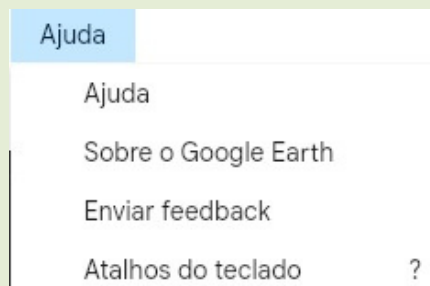 Ajuda
Ajuda
Sobre o Google Earth
Enviar feedback
Atalhos do teclado ?